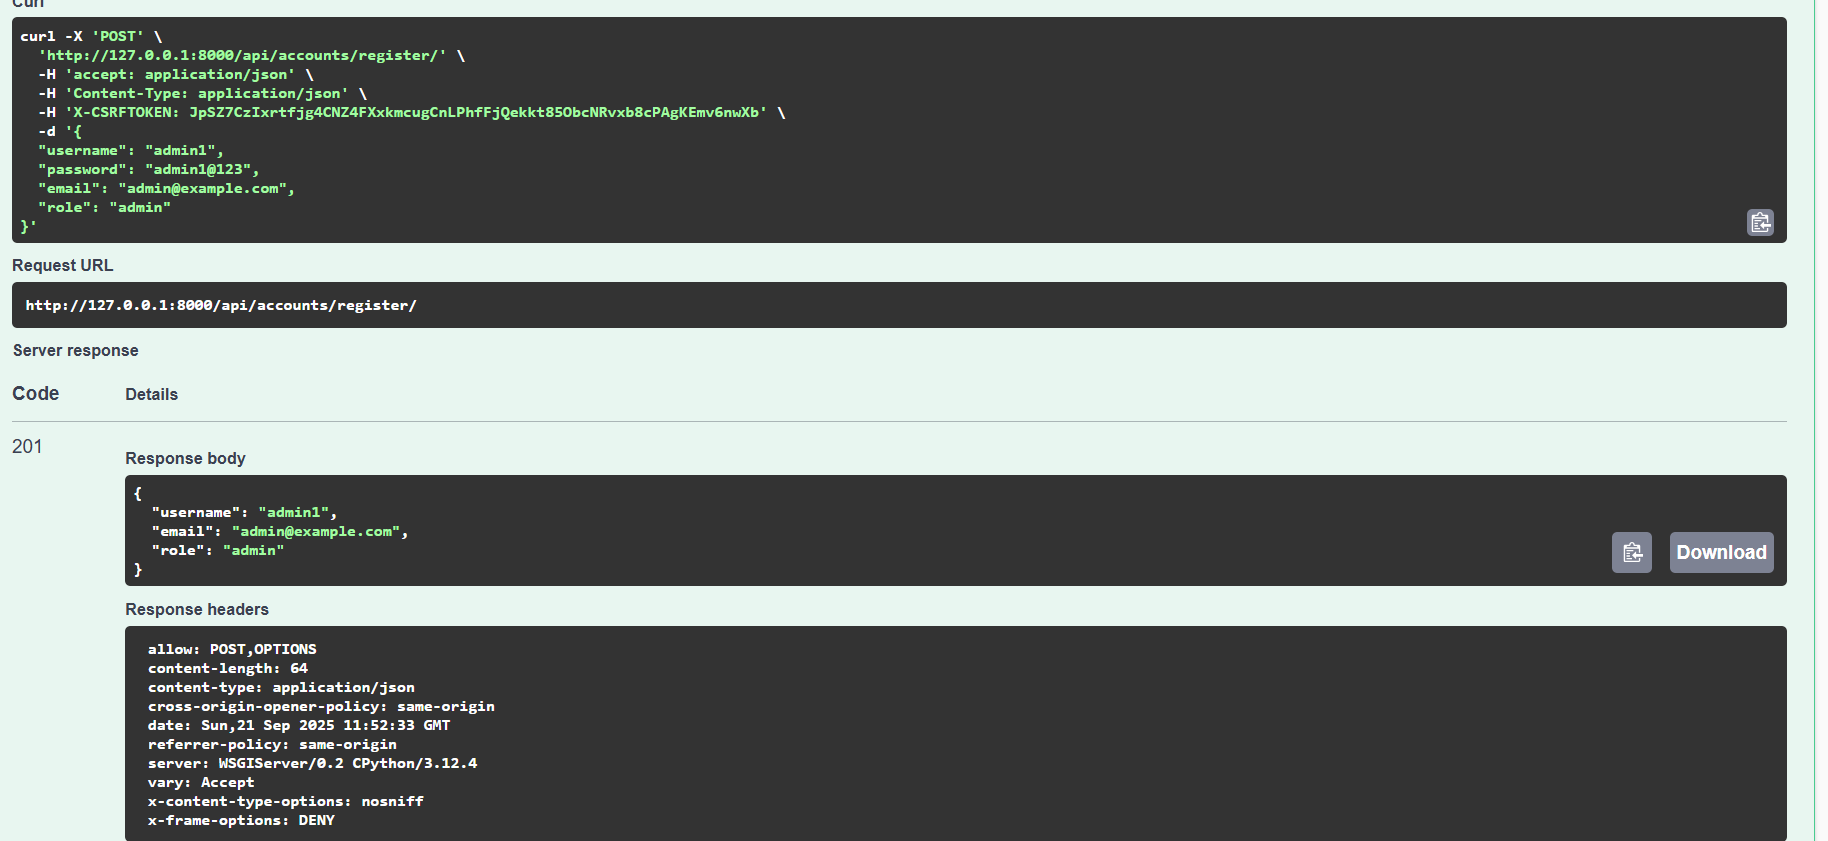 Curl
curl -X 'POST' \
'http://127.0.0.1:8000/api/accounts/register/' \
-H 'accept: application/json' \
-H 'Content-Type: application/json' \
-H 'X-CSRFTOKEN: JpSZ7CzIxrtfjg4CNZ4FXxkmcugCnLPhfFjQekkt85ObcNRvxb8cPAgKEmv6nwXb' \
-d '{
"username": "admin1",
"password": "admin1@123",
"email": "admin@example.com",
"role": "admin"
}'
Request URL
http://127.0.0.1:8000/api/accounts/register/
Server response
Code Details
201
Response body
{
"username": "admin1",
"email": "admin@example.com",
"role": "admin"
}
Download
Response headers
allow: POST,OPTIONS
content-length: 64
content-type: application/json
cross-origin-opener-policy: same-origin
date: Sun,21 Sep 2025 11:52:33 GMT
referrer-policy: same-origin
server: WSGIServer/0.2 CPython/3.12.4
vary: Accept
x-content-type-options: nosniff
x-frame-options: DENY